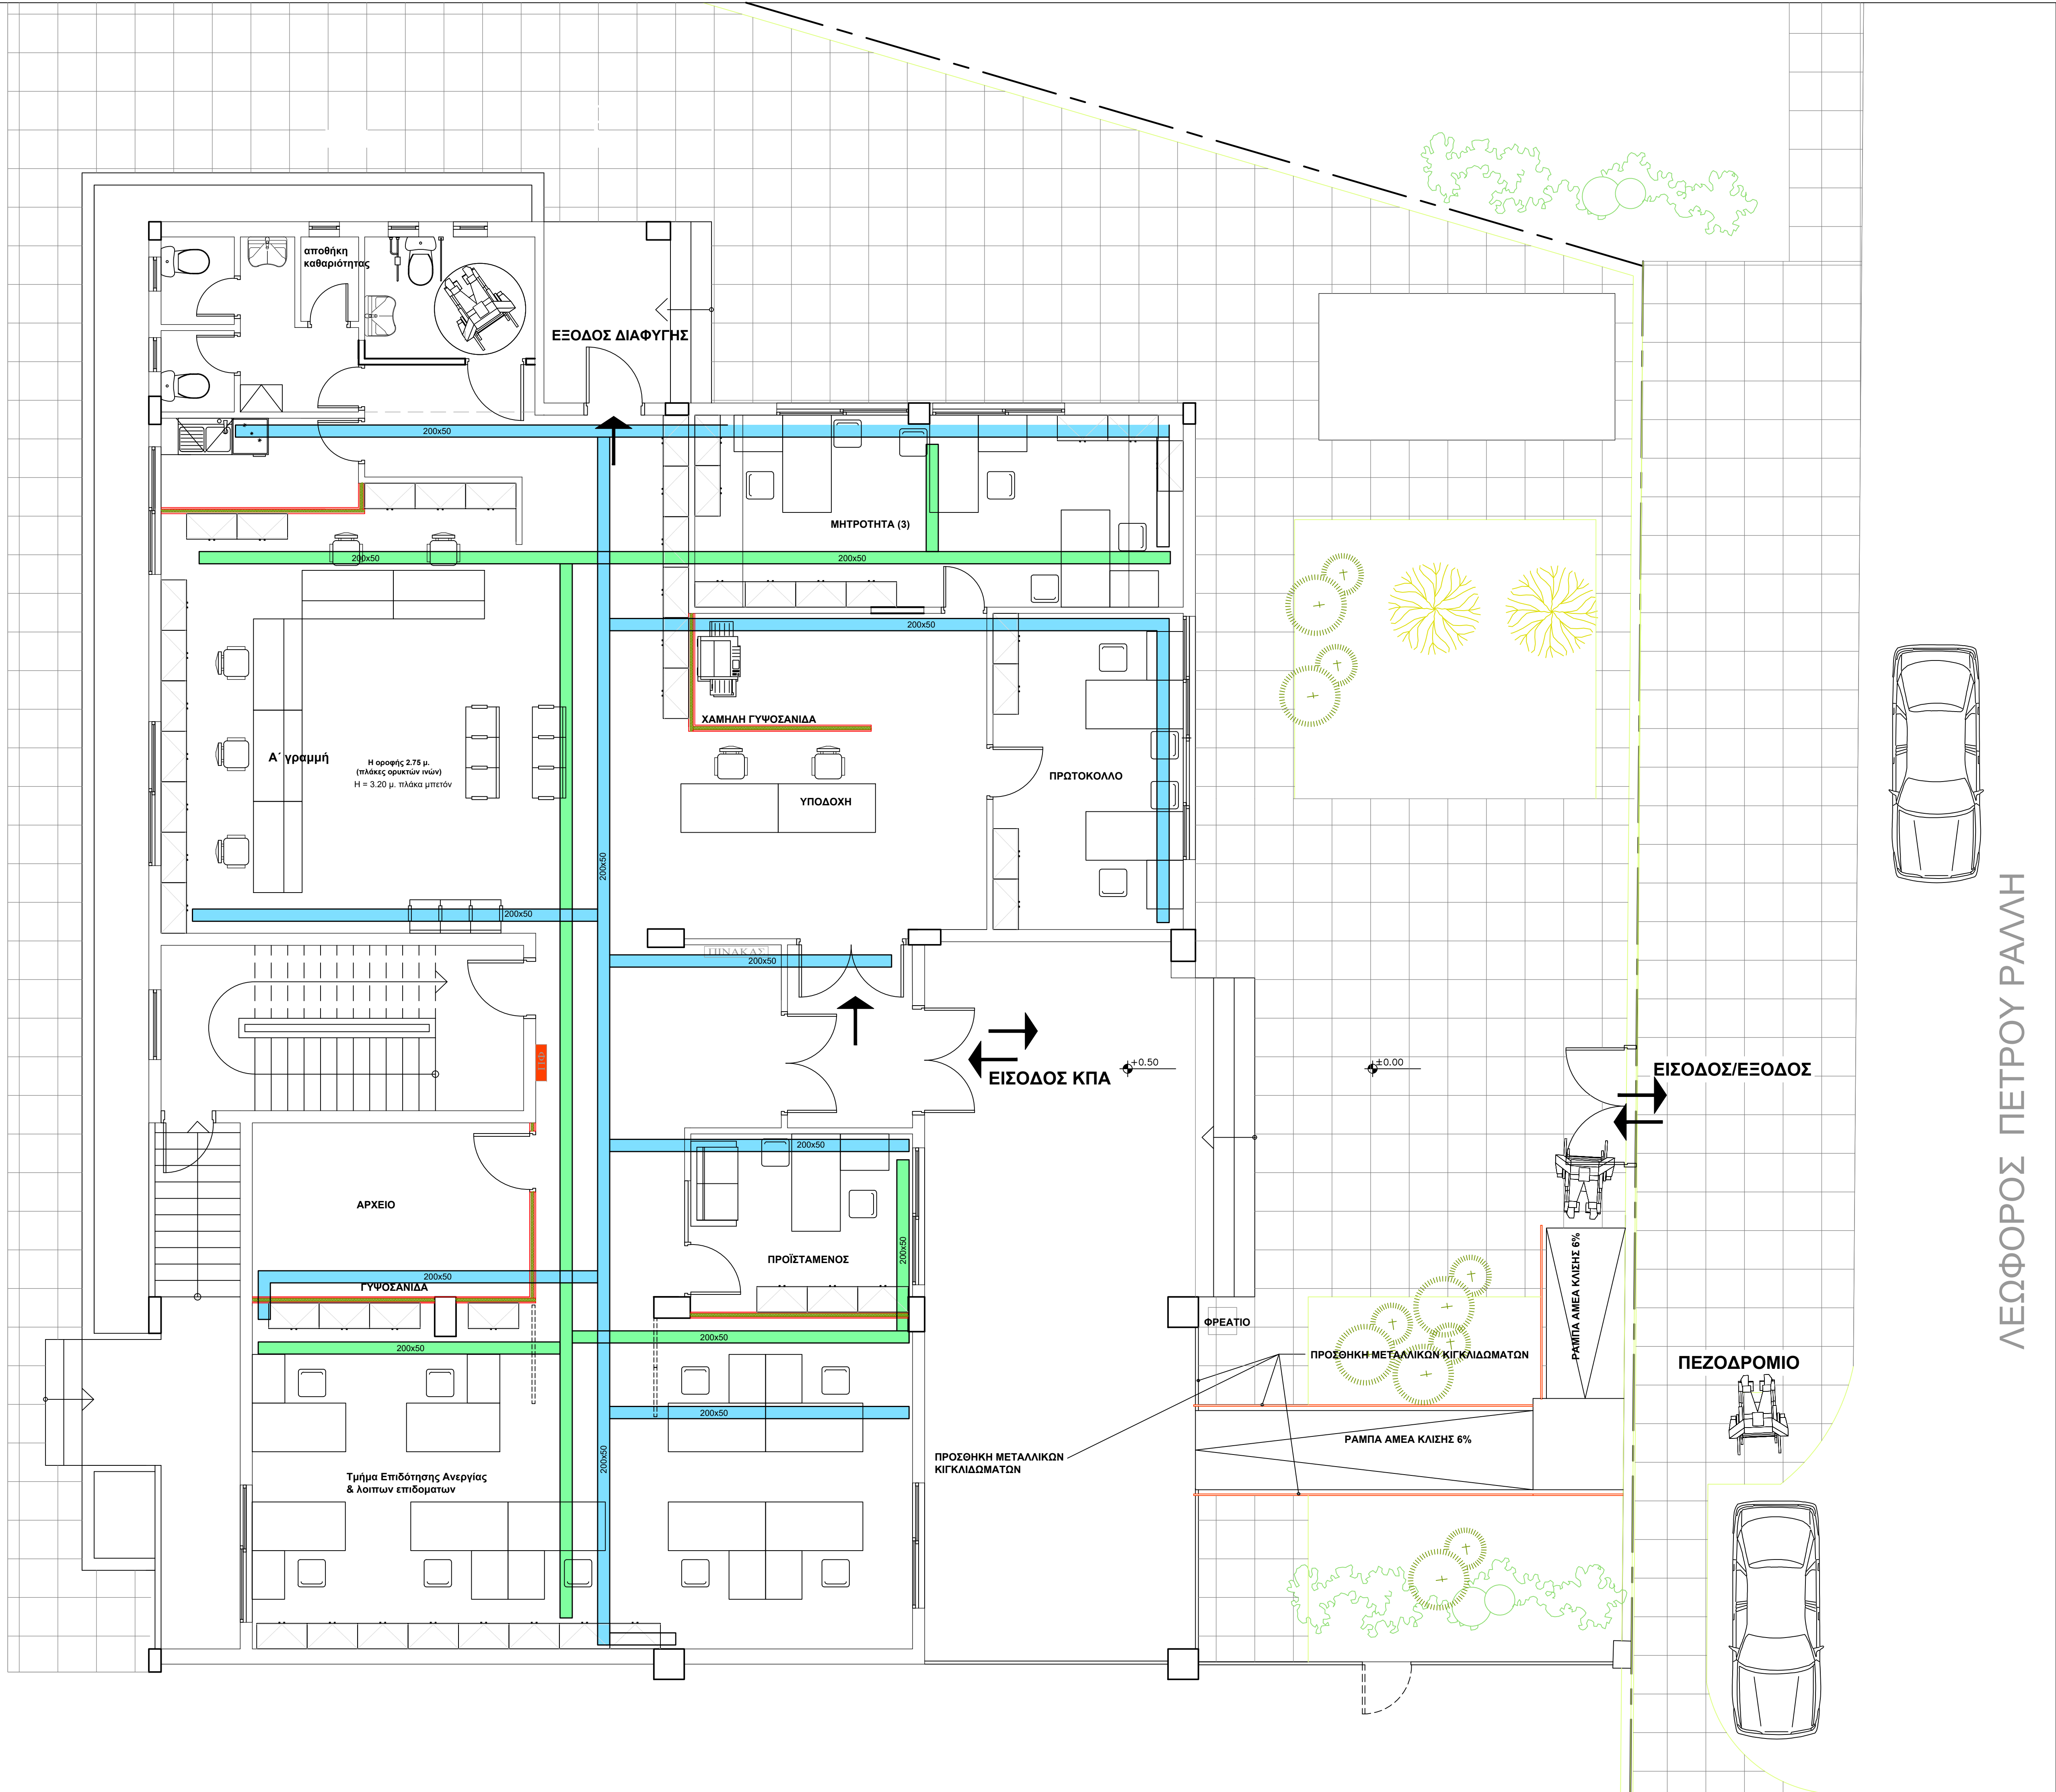 αποθήκη
καθαριότητας
ΕΞΟΔΟΣ ΔΙΑΦΥΓΗΣ
200x50
ΜΗΤΡΟΤΗΤΑ (3)
200x50
200x50
200x50
ΧΑΜΗΛΗ ΓΥΨΟΣΑΝΙΔΑ
Α΄ γραμμή
Η οροφής 2.75 μ.
(πλάκες ορυκτών ινών)
Η = 3.20 μ. πλάκα μπετόν
ΥΠΟΔΟΧΗ
ΠΡΩΤΟΚΟΛΛΟ
200x50
200x50
ΠΙΝΑΚΑΣ
200x50
ΠΦ
ΕΙΣΟΔΟΣ ΚΠΑ
+0.50
±0.00
ΕΙΣΟΔΟΣ/ΕΞΟΔΟΣ
ΛΕΩΦΟΡΟΣ ΠΕΤΡΟΥ ΡΑΛΛΗ
200x50
ΑΡΧΕΙΟ
ΠΡΟΪΣΤΑΜΕΝΟΣ
200x50
200x50
ΓΥΨΟΣΑΝΙΔΑ
ΡΑΜΠΑ ΑΜΕΑ ΚΛΙΣΗΣ 6%
ΦΡΕΑΤΙΟ
200x50
200x50
ΠΡΟΣΘΗΚΗ ΜΕΤΑΛΛΙΚΩΝ ΚΙΓΚΛΙΔΩΜΑΤΩΝ
ΠΕΖΟΔΡΟΜΙΟ
200x50
ΡΑΜΠΑ ΑΜΕΑ ΚΛΙΣΗΣ 6%
200x50
ΠΡΟΣΘΗΚΗ ΜΕΤΑΛΛΙΚΩΝ
ΚΙΓΚΛΙΔΩΜΑΤΩΝ
Τμήμα Επιδότησης Ανεργίας
& λοιπων επιδοματων